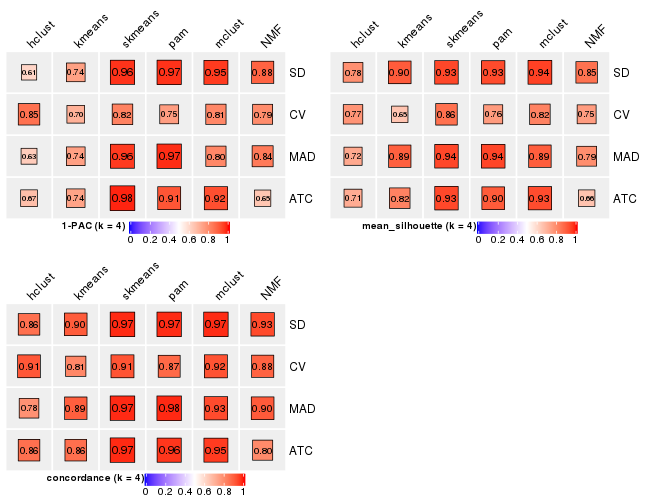 hclust kmeans skmeans pam mclust NMF
0.61 0.74 0.96 0.97 0.95 0.88 SD
0.85 0.70 0.82 0.75 0.81 0.79 CV
0.63 0.74 0.96 0.97 0.80 0.84 MAD
0.67 0.74 0.98 0.91 0.92 0.65 ATC
1-PAC (k = 4)
0 0.2 0.4 0.6 0.8 1
hclust kmeans skmeans pam mclust NMF
0.78 0.90 0.93 0.93 0.94 0.85 SD
0.77 0.65 0.86 0.76 0.82 0.75 CV
0.72 0.89 0.94 0.94 0.89 0.79 MAD
0.71 0.82 0.93 0.90 0.93 0.66 ATC
mean_silhouette (k = 4)
0 0.2 0.4 0.6 0.8 1
hclust kmeans skmeans pam mclust NMF
0.86 0.90 0.97 0.97 0.97 0.93 SD
0.91 0.81 0.91 0.87 0.92 0.88 CV
0.78 0.89 0.97 0.98 0.93 0.90 MAD
0.86 0.86 0.97 0.96 0.95 0.80 ATC
concordance (k = 4)
0 0.2 0.4 0.6 0.8 1